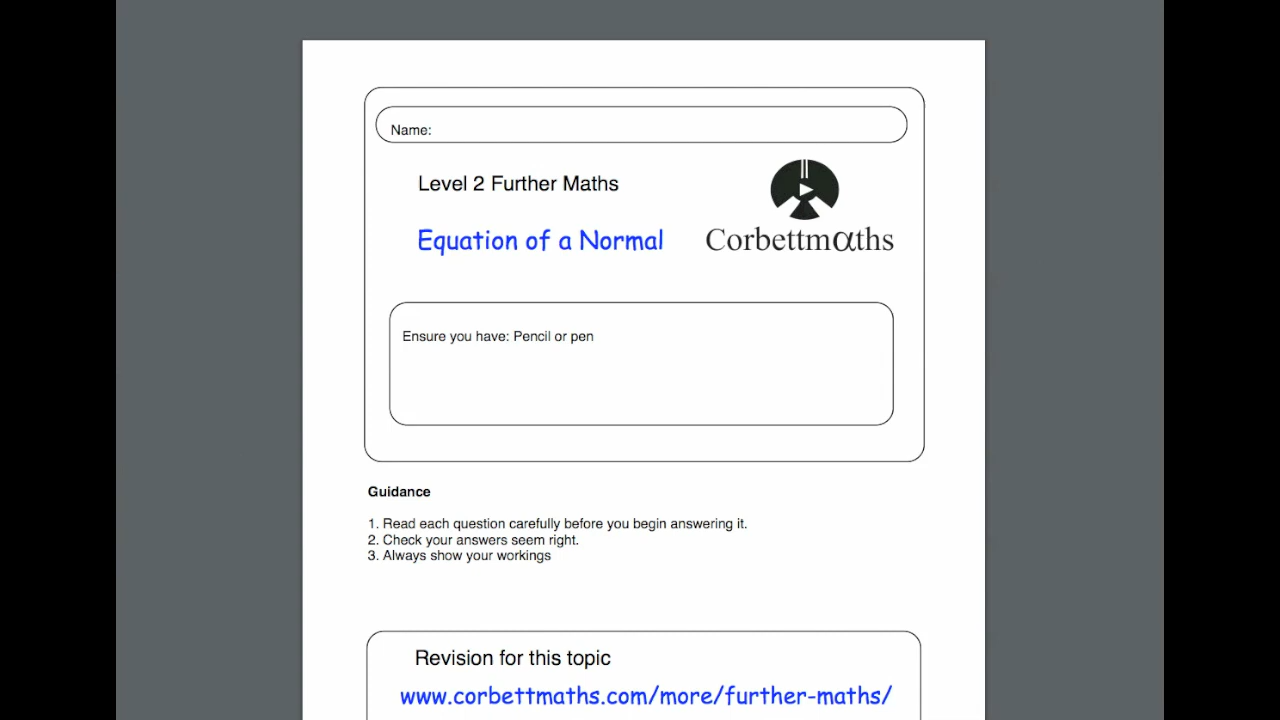 Name:
Level 2 Further Maths
Equation of a Normal
Corbettmαths
Ensure you have: Pencil or pen
Guidance
1. Read each question carefully before you begin answering it.
2. Check your answers seem right.
3. Always show your workings
Revision for this topic
www.corbettmaths.com/more/further-maths/